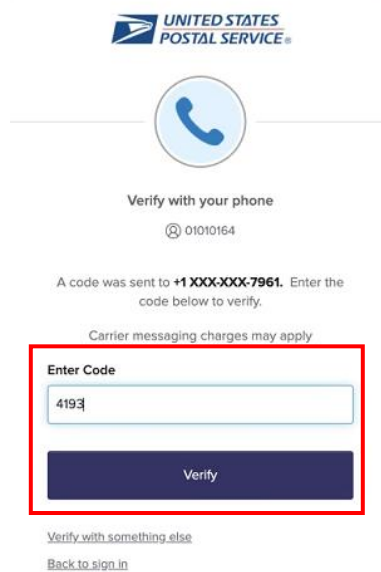 UNITED STATES
POSTAL SERVICE®
Verify with your phone
01010164
A code was sent to +1 XXX-XXX-7961. Enter the
code below to verify.
Carrier messaging charges may apply
Enter Code
4193
Verify
Verify with something else
Back to sign in